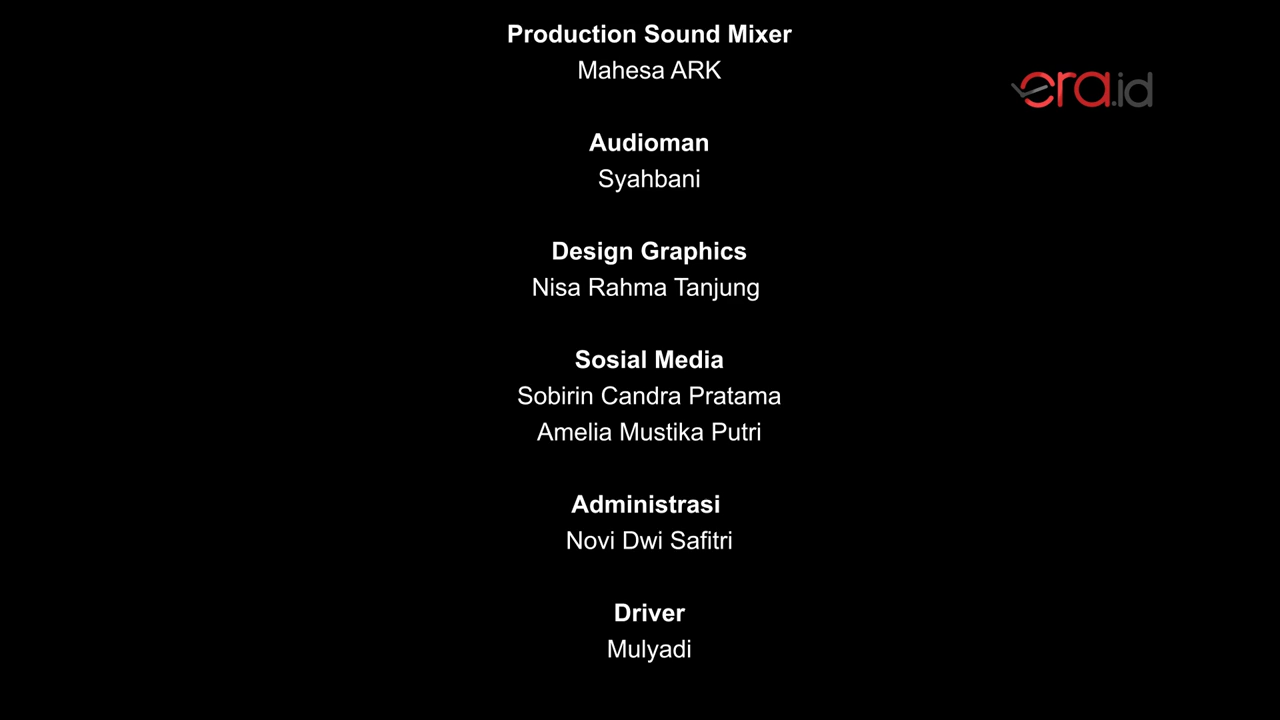 Production Sound Mixer
Mahesa ARK
era.id
Audioman
Syahbani
Design Graphics
Nisa Rahma Tanjung
Sosial Media
Sobirin Candra Pratama
Amelia Mustika Putri
Administrasi
Novi Dwi Safitri
Driver
Mulyadi